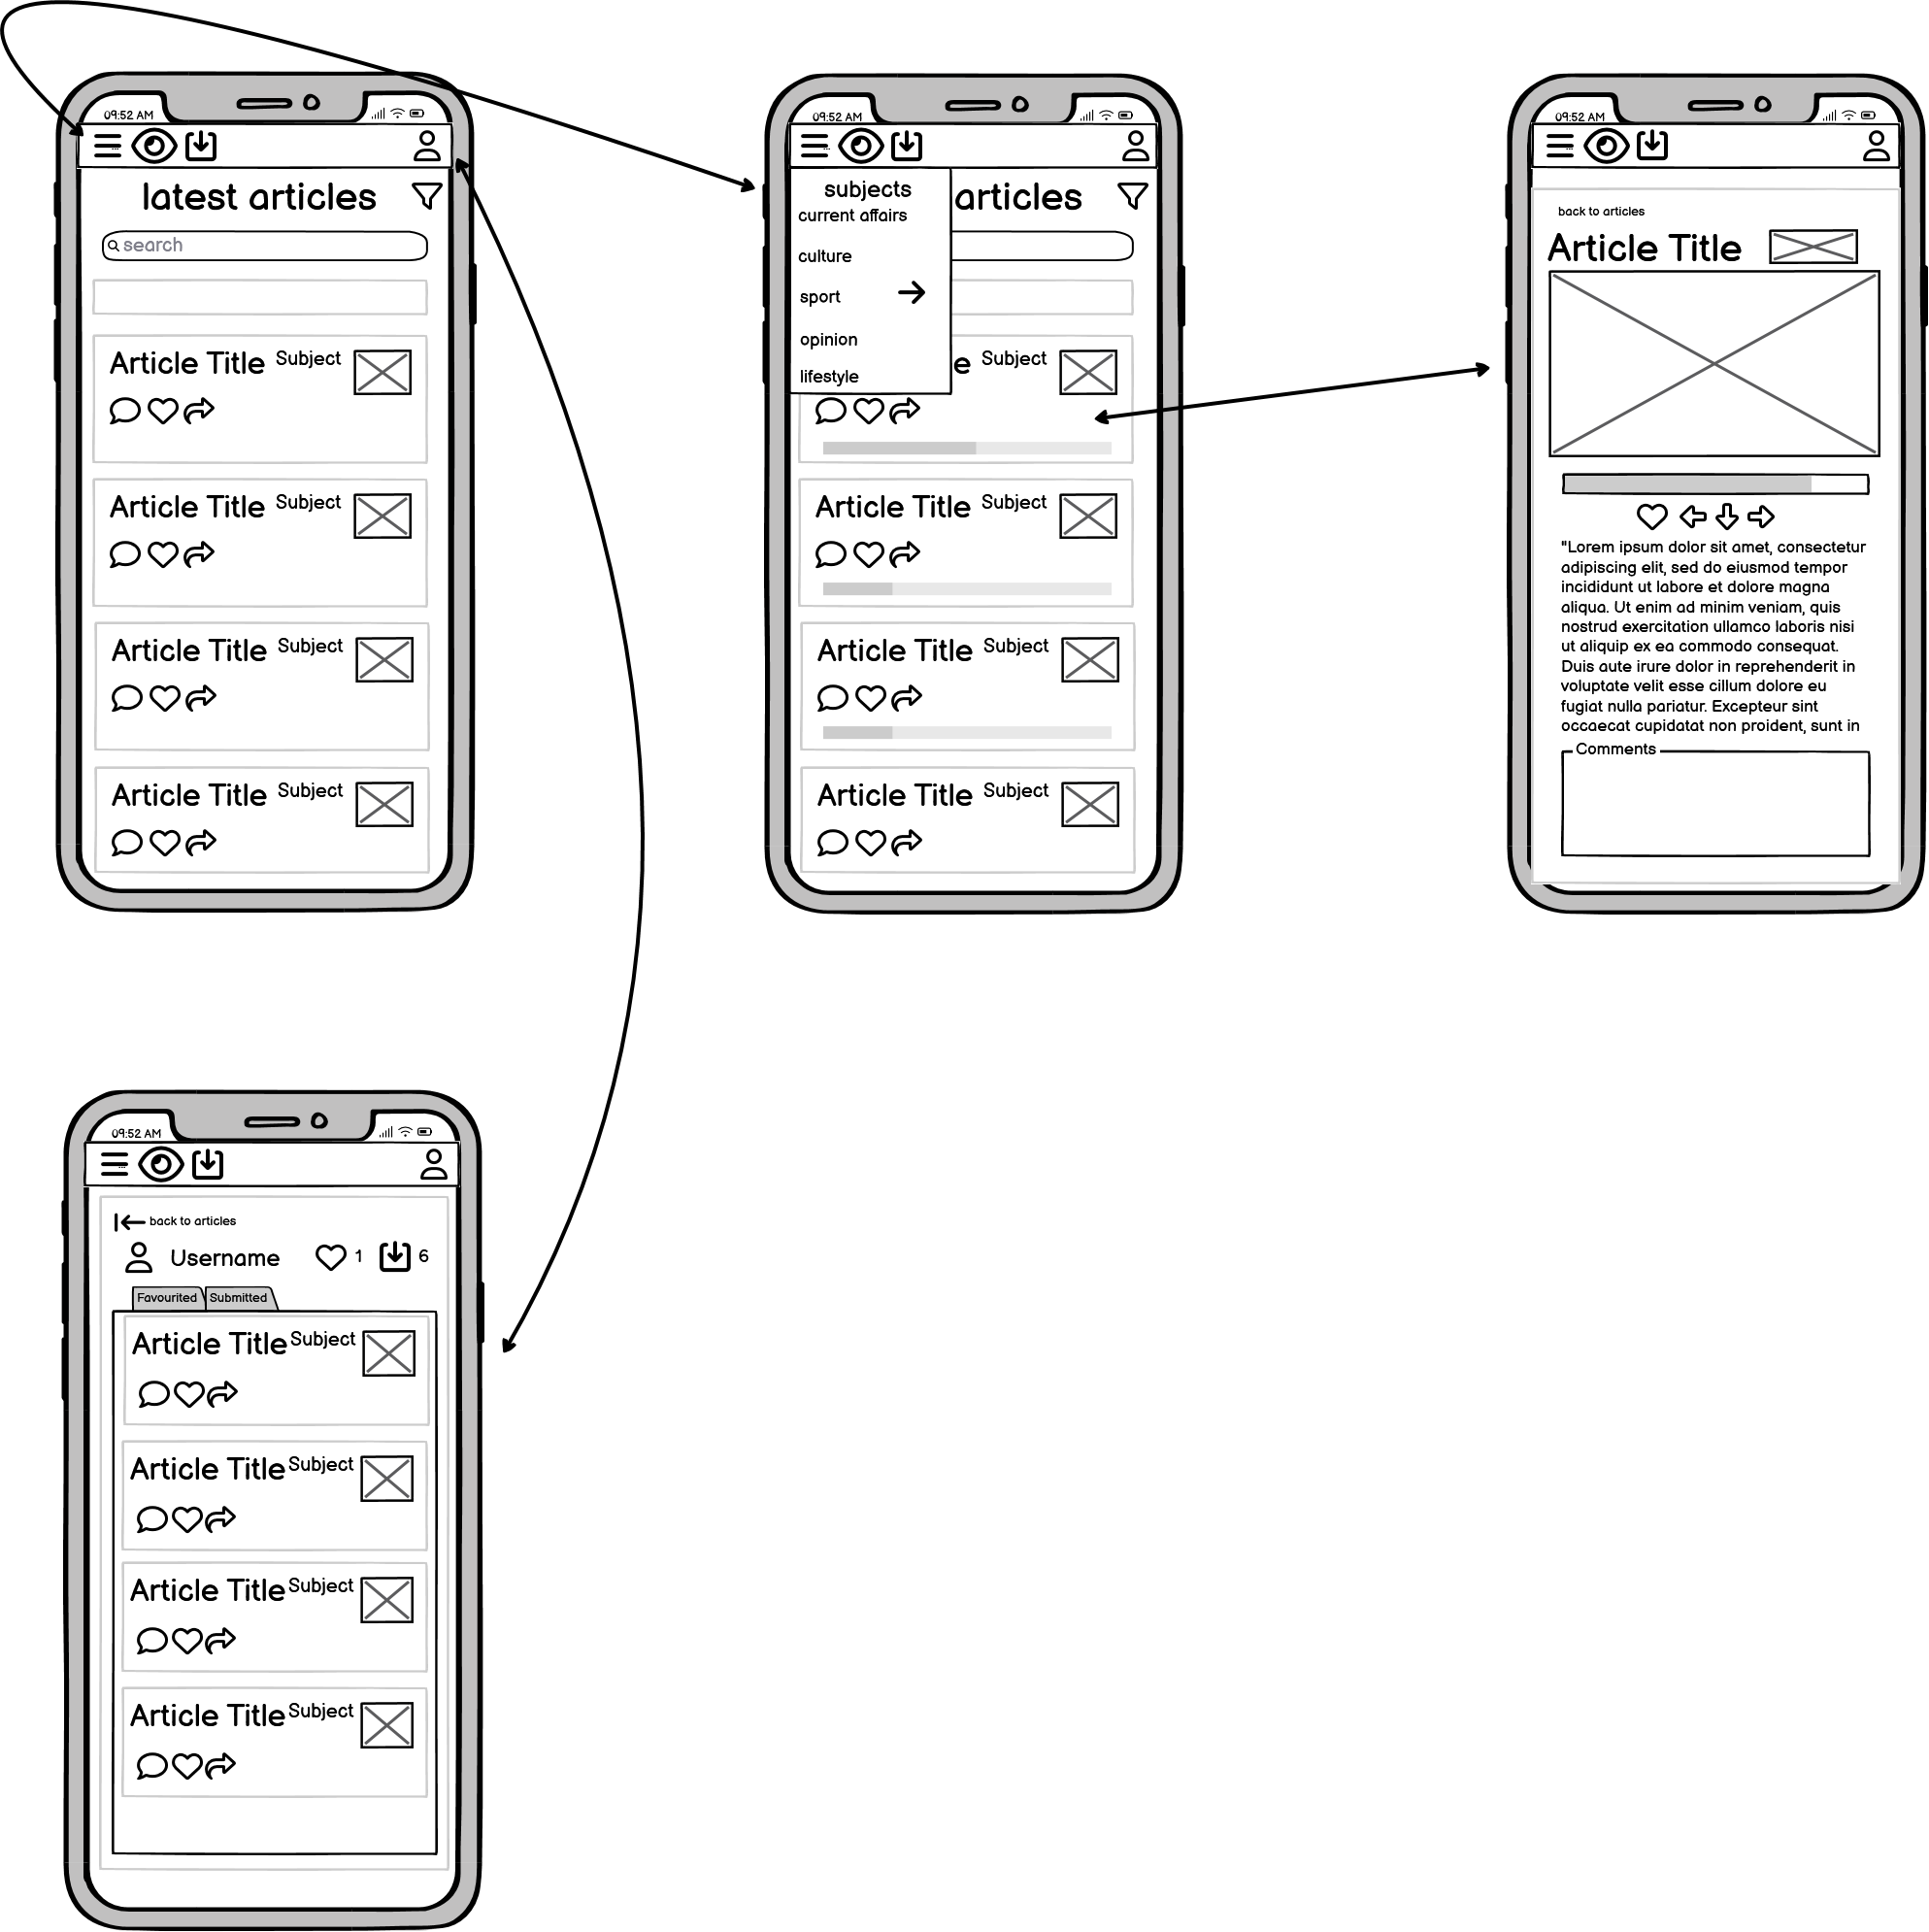 09:52 AM
latest articles
search
Article Title Subject
Article Title Subject
Article Title Subject
Article Title Subject
09:52 AM
subjects
articles
current affairs
culture
sport
opinion
lifestyle
e Subject
Article Title Subject
Article Title Subject
Article Title Subject
09:52 AM
back to articles
Article Title
"Lorem ipsum dolor sit amet, consectetur
adipiscing elit, sed do eiusmod tempor
incididunt ut labore et dolore magna
aliqua. Ut enim ad minim veniam, quis
nostrud exercitation ullamco laboris nisi
ut aliquip ex ea commodo consequat.
Duis aute irure dolor in reprehenderit in
voluptate velit esse cillum dolore eu
fugiat nulla pariatur. Excepteur sint
occaecat cupidatat non proident, sunt in
Comments
09:52 AM
back to articles
Username 1 6
Favourited Submitted
Article Title Subject
Article Title Subject
Article Title Subject
Article Title Subject